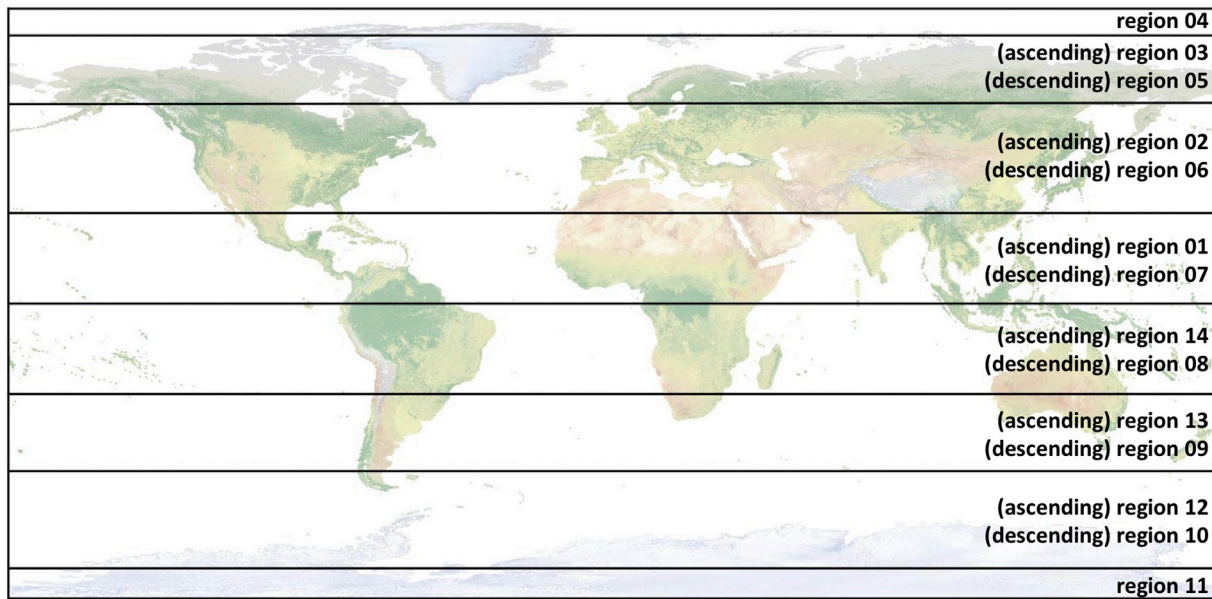 region 04
(ascending) region 03
(descending) region 05
(ascending) region 02
(descending) region 06
(ascending) region 01
(descending) region 07
(ascending) region 14
(descending) region 08
(ascending) region 13
(descending) region 09
(ascending) region 12
(descending) region 10
region 11